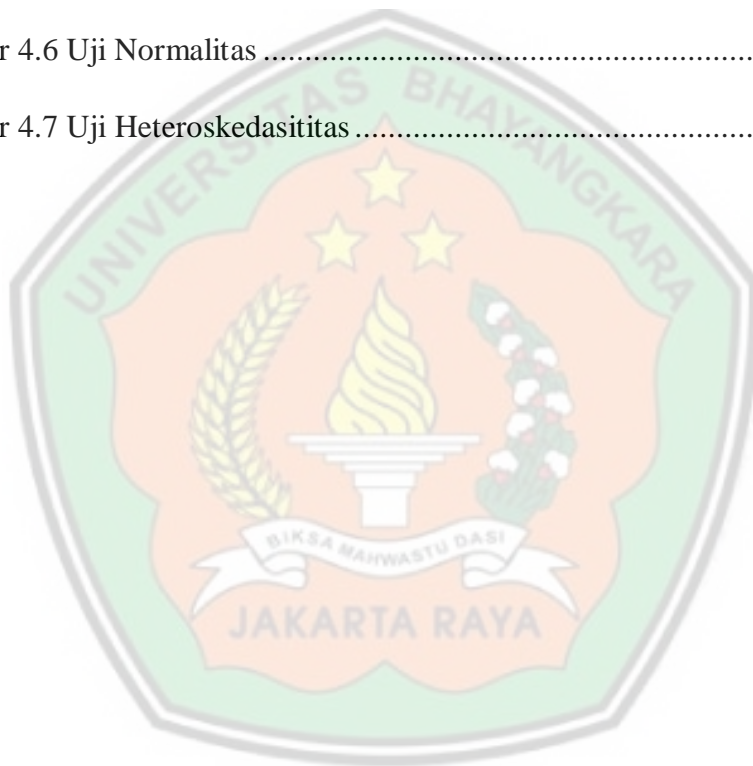 r 4.6 Uji Normalitas ..........................................................
r 4.7 Uji Heteroskedasititas ................................................
UNIVERSITAS BHAYANGKARA
BIKSA MAHWASTU DASI
JAKARTA RAYA